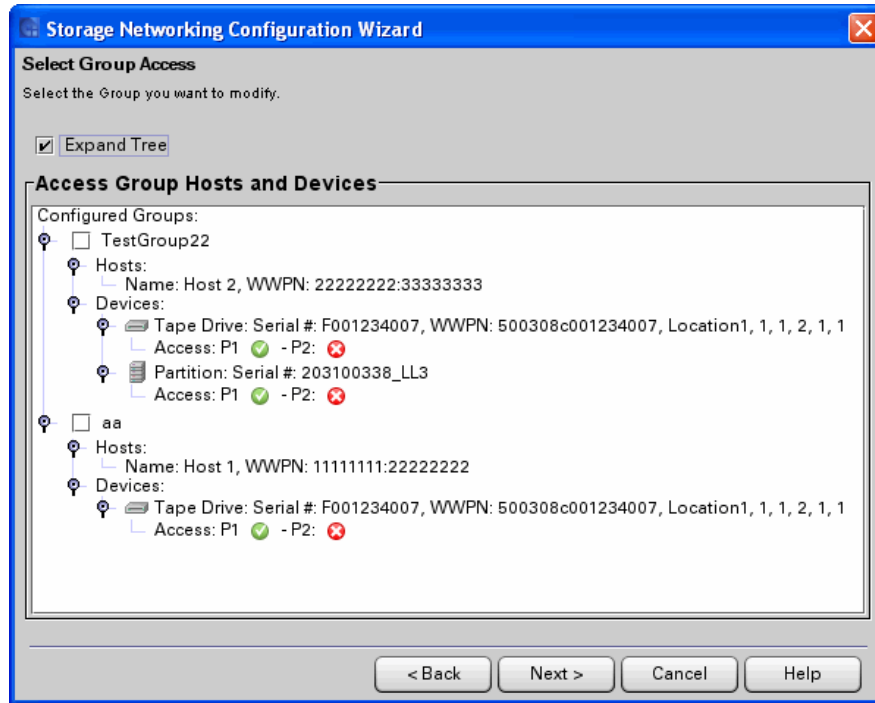 Storage Networking Configuration Wizard
Select Group Access
Select the Group you want to modify.
Expand Tree
Access Group Hosts and Devices
Configured Groups:
TestGroup22
Hosts:
Name: Host 2, WWPN: 22222222:33333333
Devices:
Tape Drive: Serial #: F001234007, WWPN: 500308c001234007, Location1, 1, 1, 2, 1, 1
Access: P1 - P2:
Partition: Serial #: 203100338_LL3
Access: P1 - P2:
aa
Hosts:
Name: Host 1, WWPN: 11111111:22222222
Devices:
Tape Drive: Serial #: F001234007, WWPN: 500308c001234007, Location1, 1, 1, 2, 1, 1
Access: P1 - P2:
< Back Next > Cancel Help